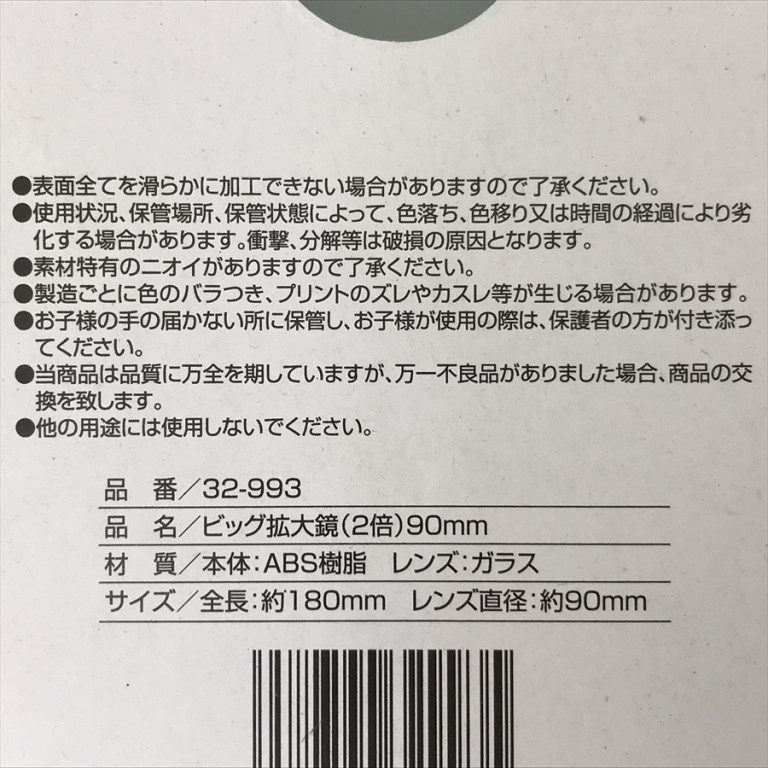 ●表面全てを滑らかに加工できない場合がありますので了承ください。
●使用状況、保管場所、保管状態によって、色落ち、色移り又は時間の経過により劣
化する場合があります。衝撃、分解等は破損の原因となります。
●素材特有のニオイがありますので了承ください。
●製造ごとに色のバラつき、プリントのズレやカスレ等が生じる場合があります。
●お子様の手の届かない所に保管し、お子様が使用の際は、保護者の方が付き添っ
てください。
●当商品は品質に万全を期していますが、万一不良品がありました場合、商品の交
換を致します。
●他の用途には使用しないでください。
品　番／32-993
品　名／ビッグ拡大鏡（2倍）90mm
材　質／本体：ABS樹脂　レンズ：ガラス
サイズ／全長：約180mm　レンズ直径：約90mm